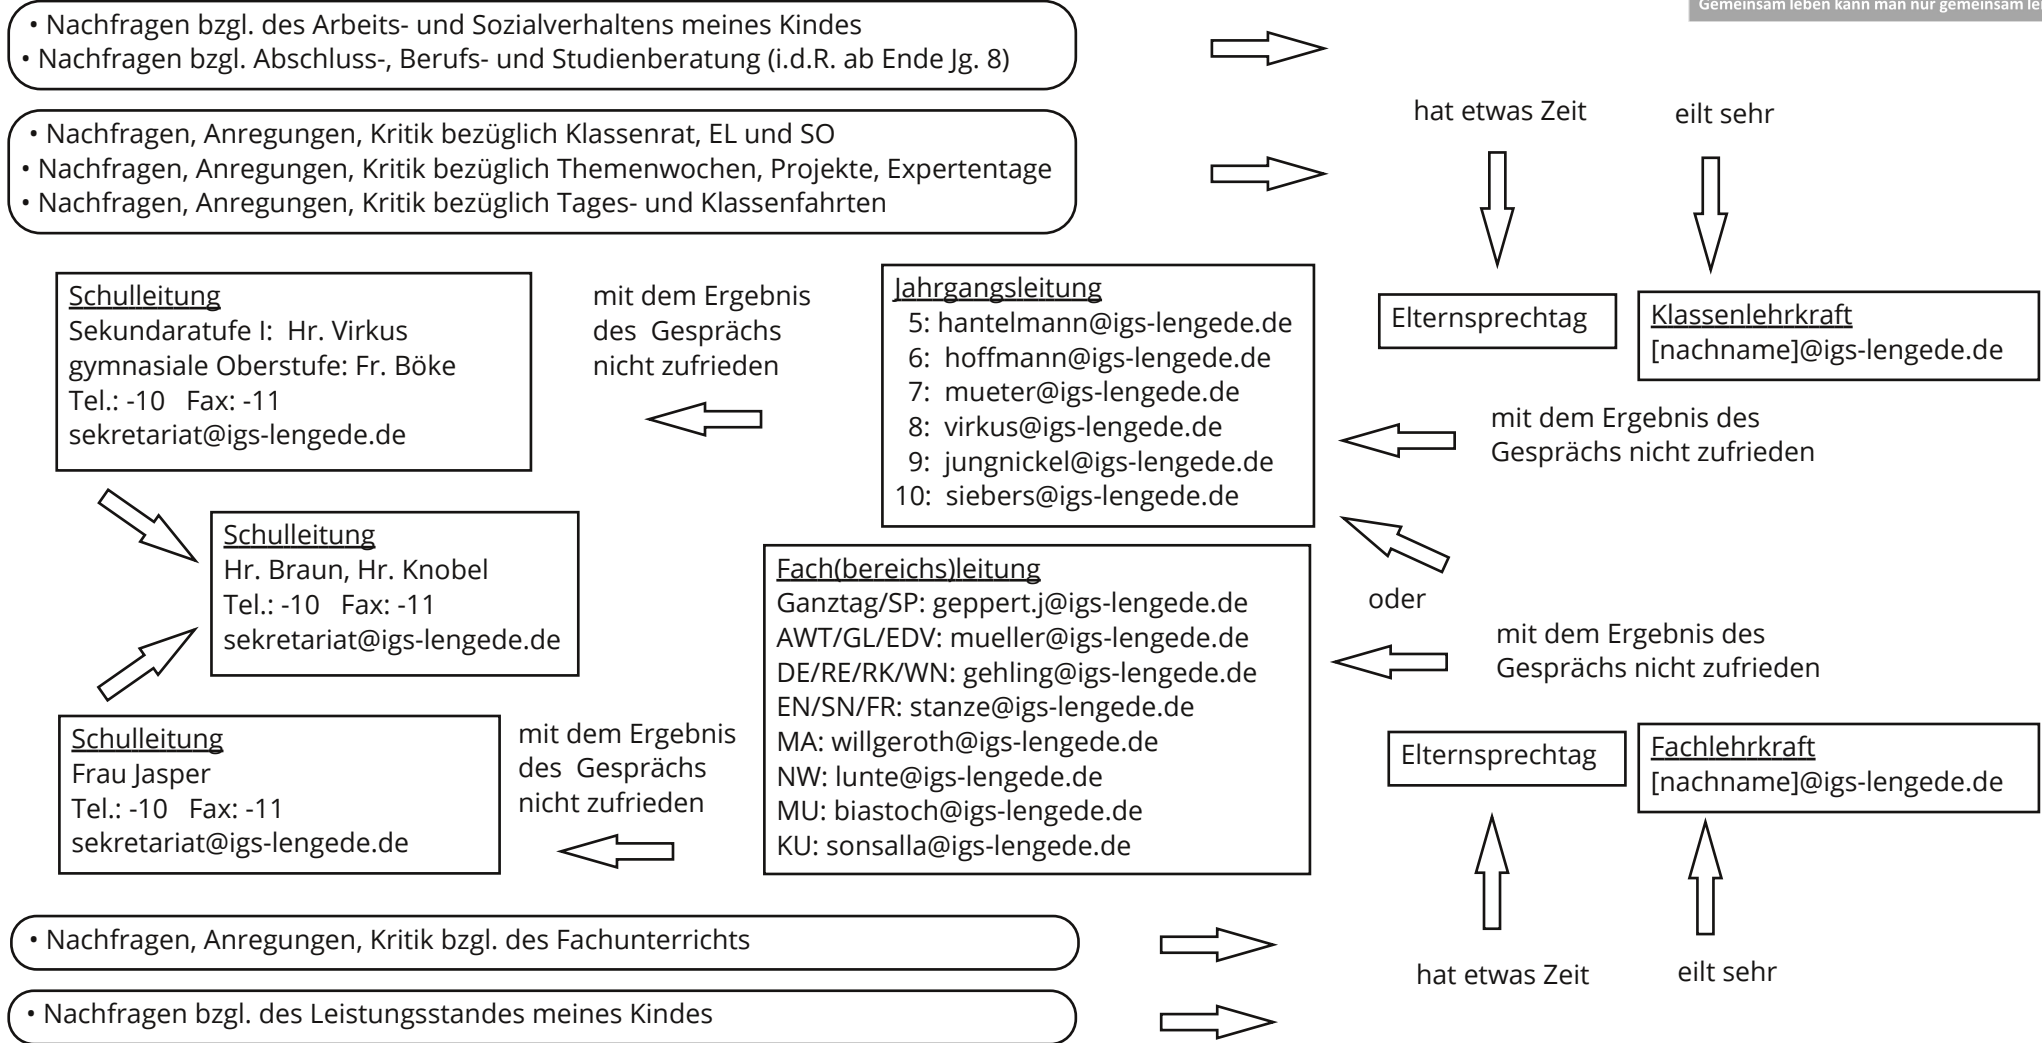 Gemeinsam leben kann man nur gemeinsam
• Nachfragen bzgl. des Arbeits- und Sozialverhaltens meines Kindes
• Nachfragen bzgl. Abschluss-, Berufs- und Studienberatung (i.d.R. ab Ende Jg. 8)
• Nachfragen, Anregungen, Kritik bezüglich Klassenrat, EL und SO
• Nachfragen, Anregungen, Kritik bezüglich Themenwochen, Projekte, Expertentage
• Nachfragen, Anregungen, Kritik bezüglich Tages- und Klassenfahrten
hat etwas Zeit
eilt sehr
Elternsprechtag
Klassenlehrkraft
[nachname]@igs-lengede.de
mit dem Ergebnis des
Gesprächs nicht zufrieden
Jahrgangsleitung
5: hantelmann@igs-lengede.de
6: hoffmann@igs-lengede.de
7: mueter@igs-lengede.de
8: virkus@igs-lengede.de
9: jungnickel@igs-lengede.de
10: siebers@igs-lengede.de
mit dem Ergebnis
des Gesprächs
nicht zufrieden
Schulleitung
Sekundaratufe I: Hr. Virkus
gymnasiale Oberstufe: Fr. Böke
Tel.: -10 Fax: -11
sekretariat@igs-lengede.de
Schulleitung
Hr. Braun, Hr. Knobel
Tel.: -10 Fax: -11
sekretariat@igs-lengede.de
Fach(bereichs)leitung
Ganztag/SP: geppert.j@igs-lengede.de
AWT/GL/EDV: mueller@igs-lengede.de
DE/RE/RK/WN: gehling@igs-lengede.de
EN/SN/FR: stanze@igs-lengede.de
MA: willgeroth@igs-lengede.de
NW: lunte@igs-lengede.de
MU: biastoch@igs-lengede.de
KU: sonsalla@igs-lengede.de
oder
mit dem Ergebnis des
Gesprächs nicht zufrieden
Schulleitung
Frau Jasper
Tel.: -10 Fax: -11
sekretariat@igs-lengede.de
mit dem Ergebnis
des Gesprächs
nicht zufrieden
Elternsprechtag
Fachlehrkraft
[nachname]@igs-lengede.de
• Nachfragen, Anregungen, Kritik bzgl. des Fachunterrichts
hat etwas Zeit
eilt sehr
• Nachfragen bzgl. des Leistungsstandes meines Kindes